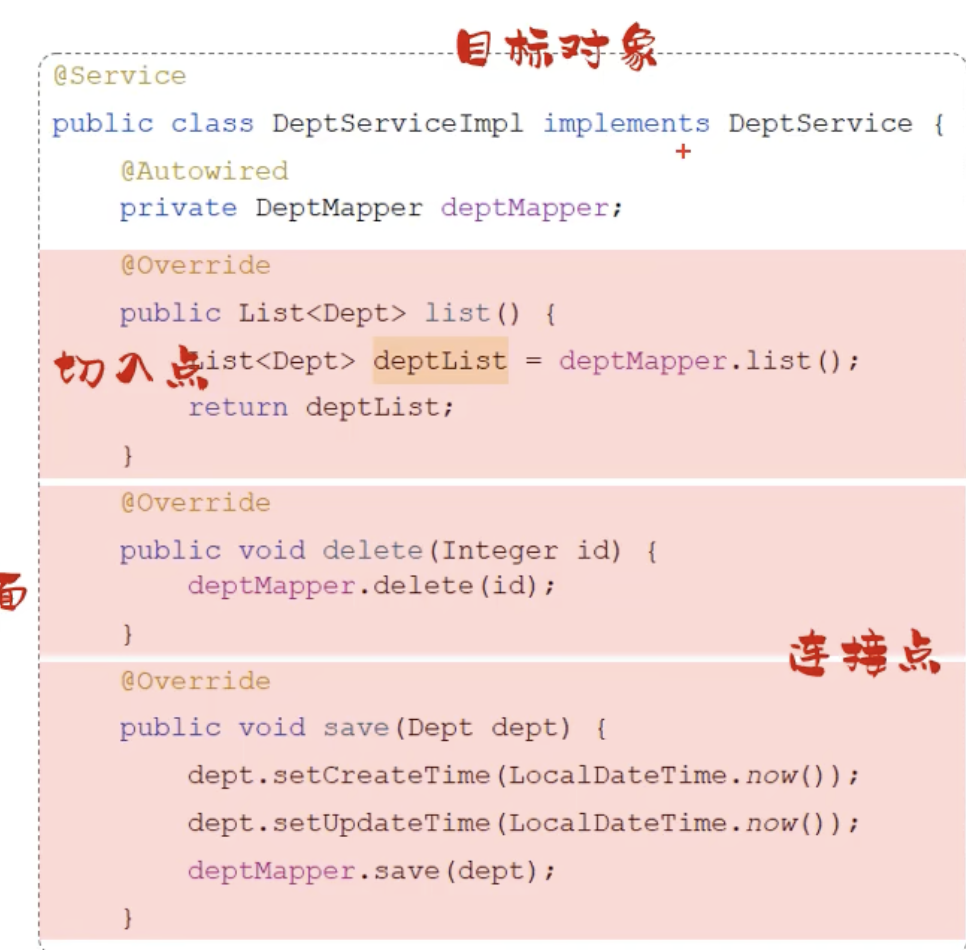 目标对象
@Service
public class DeptServiceImpl implements DeptService {
@Autowired
private DeptMapper deptMapper;
@Override
public List<Dept> list() {
List<Dept> deptList = deptMapper.list();
切入点
return deptList;
}
@Override
public void delete(Integer id) {
deptMapper.delete(id);
面
}
连接点
@Override
public void save(Dept dept) {
dept.setCreateTime(LocalDateTime.now());
dept.setUpdateTime(LocalDateTime.now());
deptMapper.save(dept);
}